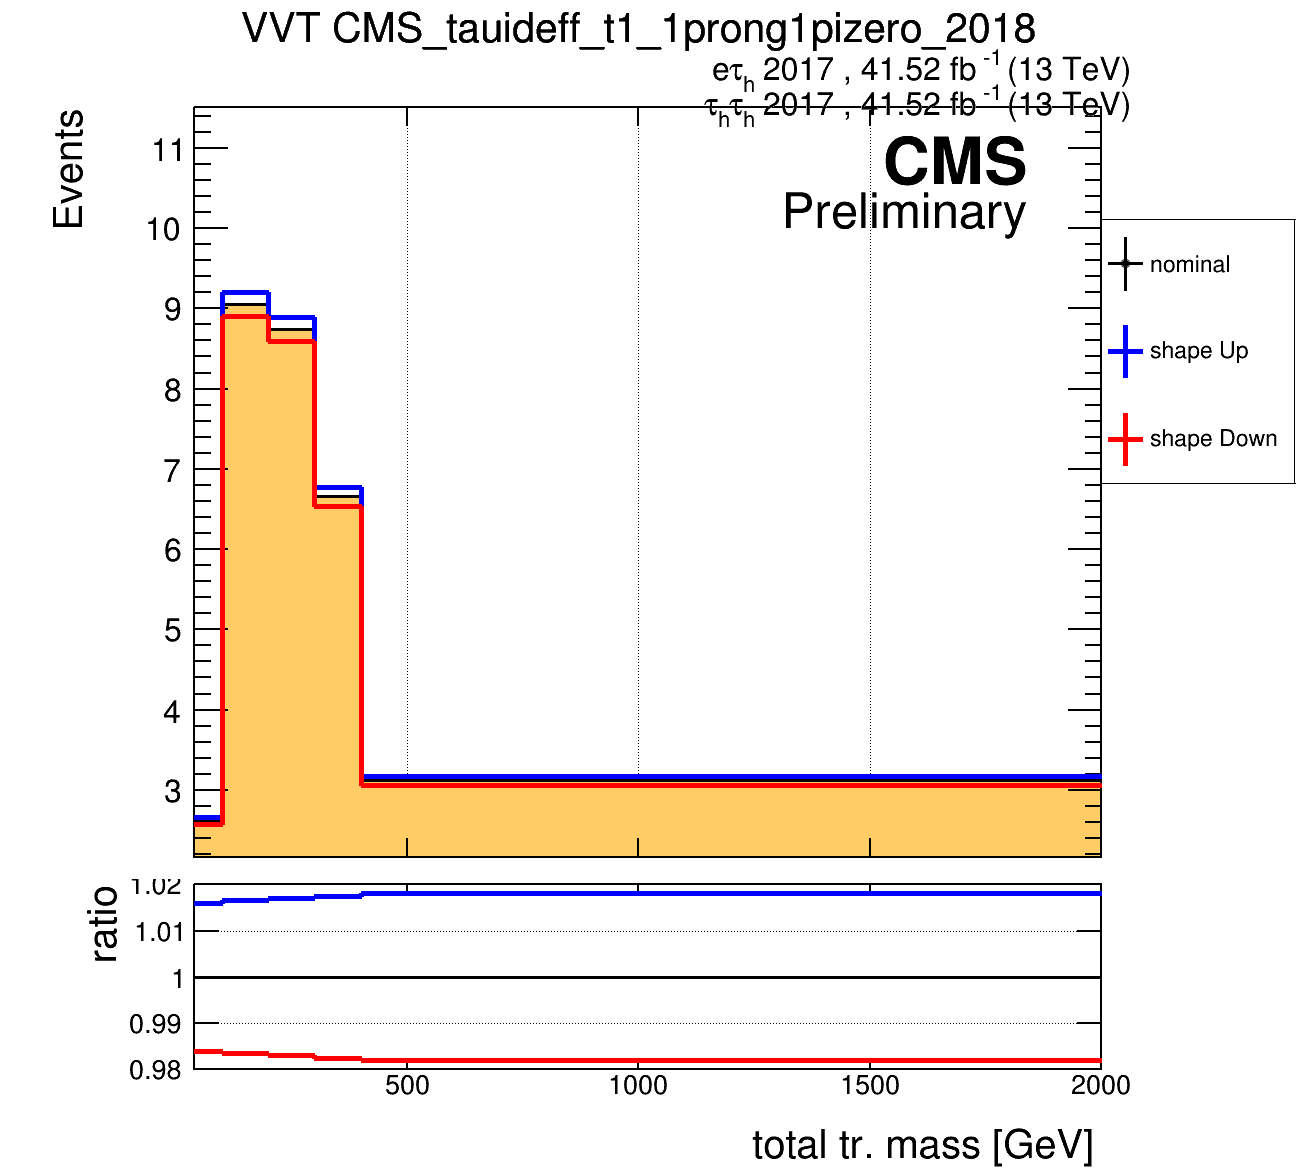 VVT CMS_tauideff_t1_1prong1pizero_2018
eτh 2017 , 41.52 fb -1 (13 TeV)
τhτh 2017 , 41.52 fb -1 (13 TeV)
CMS
Preliminary
Events
11
10
9
8
7
6
5
4
3
nominal
shape Up
shape Down
ratio
1.02
1.01
1
0.99
0.98
500
1000
1500
2000
total tr. mass [GeV]